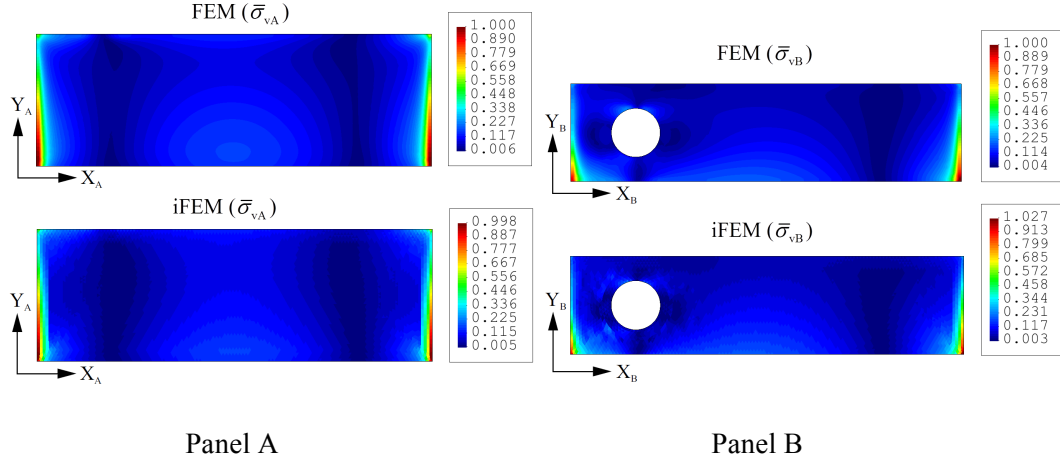 FEM (σ̄vA)
1.000
0.890
0.779
0.669
0.558
0.448
0.338
0.227
0.117
0.006
YA
XA
FEM (σ̄vB)
1.000
0.889
0.779
0.668
0.557
0.447
0.336
0.225
0.114
0.004
YB
XB
iFEM (σ̄vA)
0.998
0.887
0.777
0.667
0.556
0.446
0.336
0.225
0.115
0.005
YA
XA
iFEM (σ̄vB)
1.027
0.913
0.799
0.685
0.572
0.458
0.344
0.231
0.117
0.003
YB
XB
Panel A
Panel B